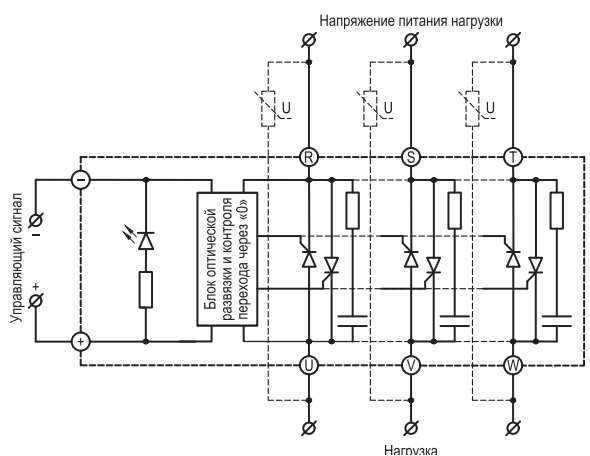 Напряжение питания нагрузки
U
U
U
R
S
T
Управляющий сигнал
−
+
−
+
Блок оптической
развязки и контроля
перехода через «0»
U
V
W
Нагрузка